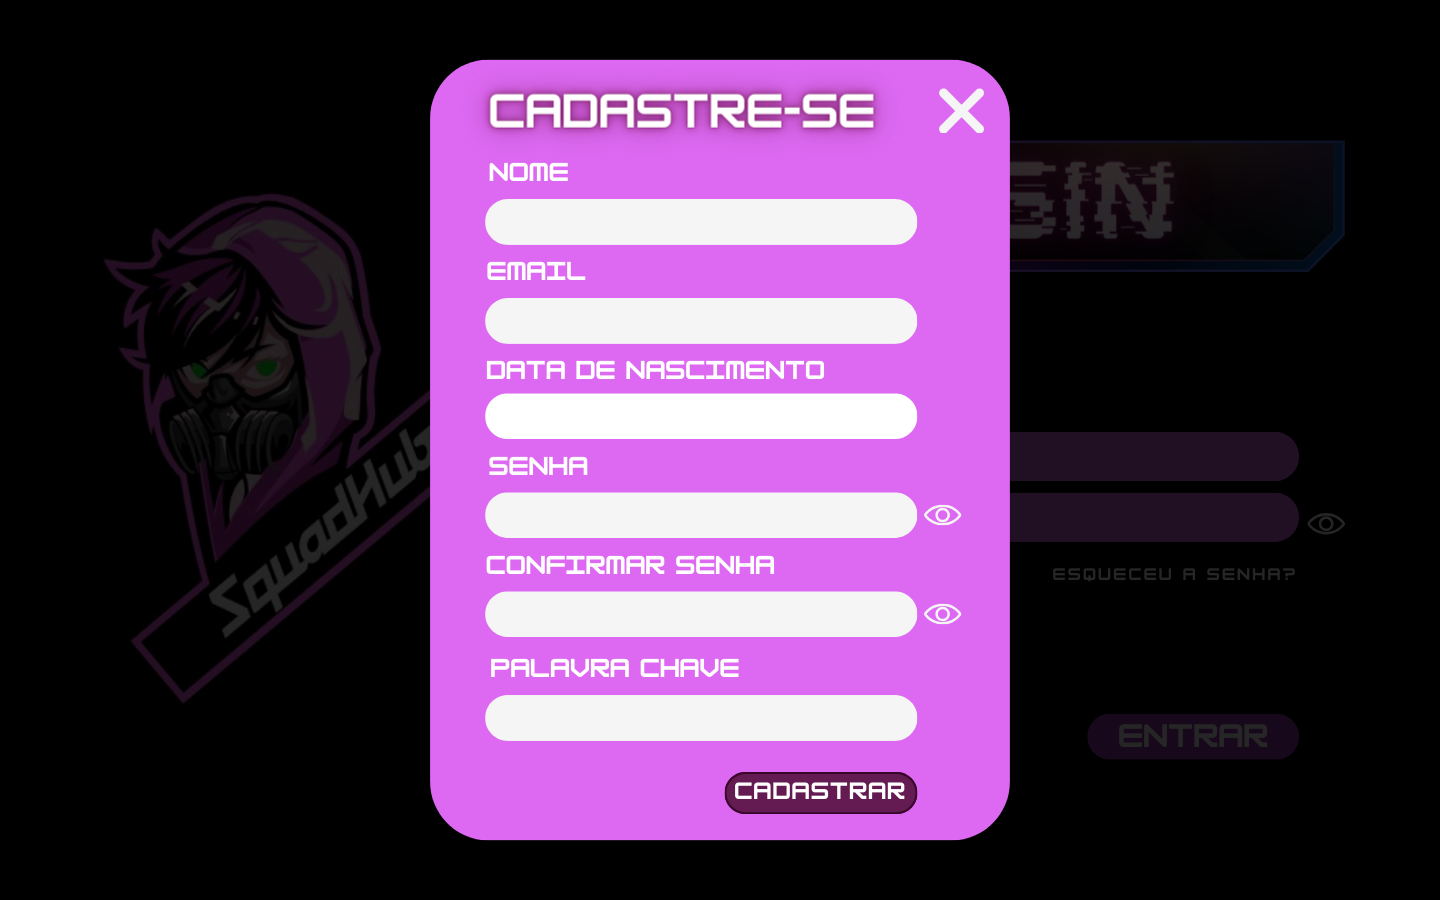 CADASTRE-SE
NOME
EMAIL
DATA DE NASCIMENTO
SENHA
CONFIRMAR SENHA
PALAVRA CHAVE
CADASTRAR
SquadHub
GIN
ESQUECEU A SENHA?
ENTRAR